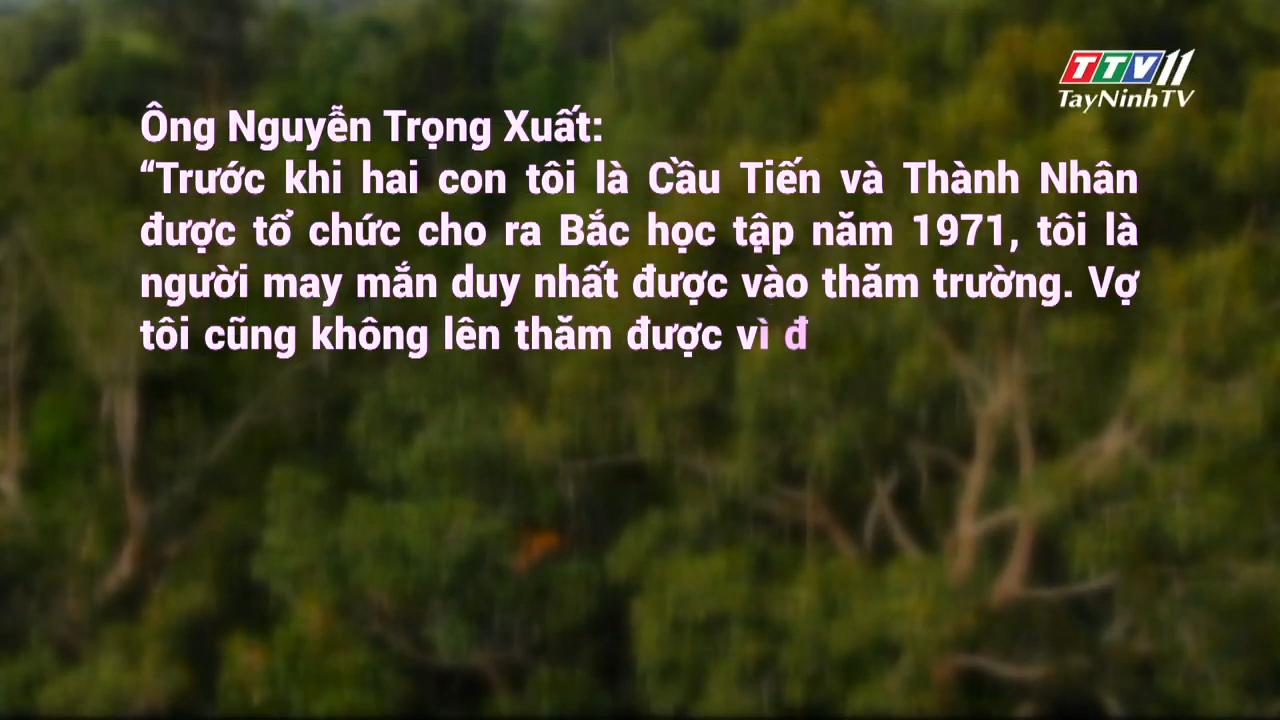 TTV11
TayNinhTV
Ông Nguyễn Trọng Xuất:
“Trước khi hai con tôi là Cầu Tiến và Thành Nhân
được tổ chức cho ra Bắc học tập năm 1971, tôi là
người may mắn duy nhất được vào thăm trường. Vợ
tôi cũng không lên thăm được vì đ